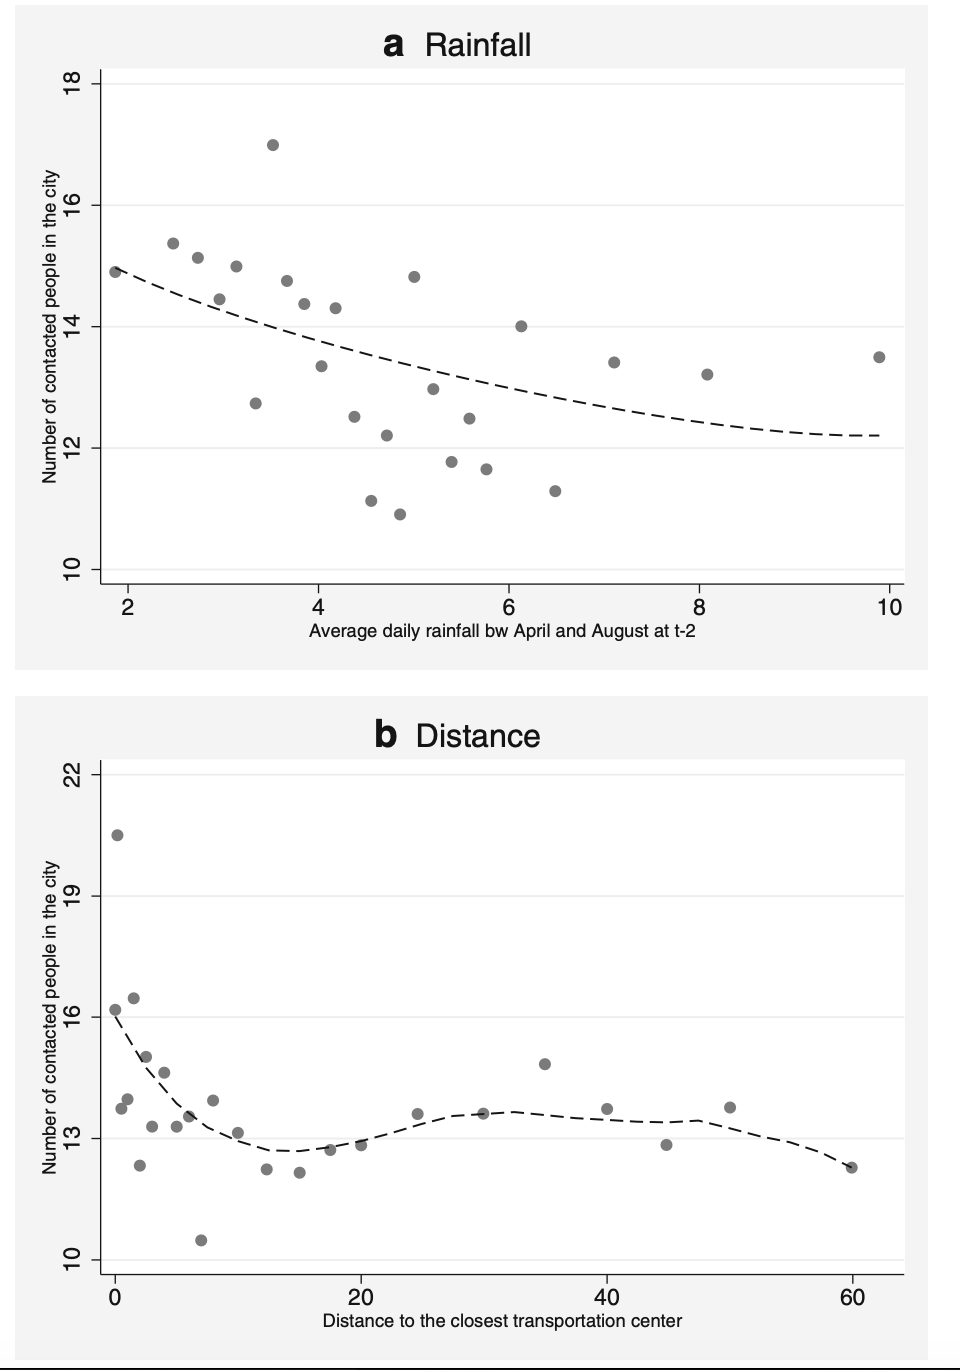 a Rainfall
Number of contacted people in the city
18
16
14
12
10
2 4 6 8 10
Average daily rainfall bw April and August at t-2
b Distance
Number of contacted people in the city
22
19
16
13
10
0 20 40 60
Distance to the closest transportation center